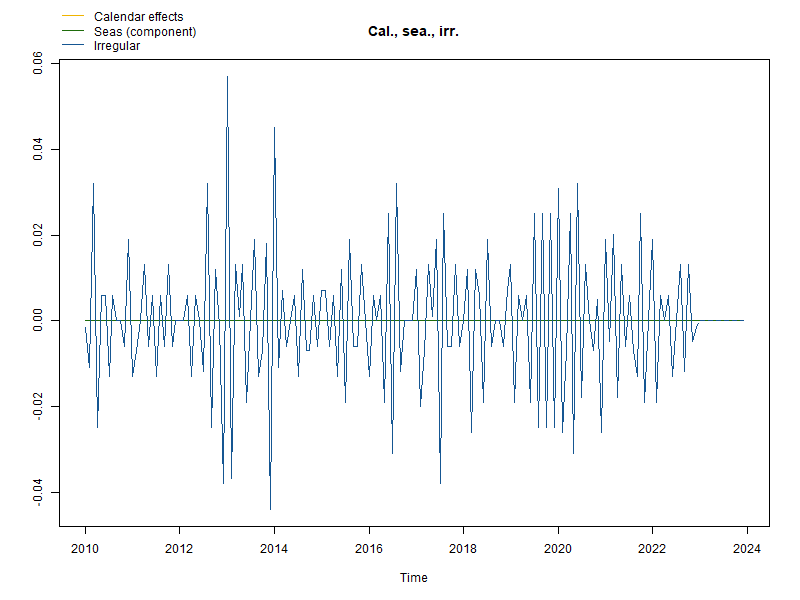 Calendar effects
Seas (component)
Irregular
Cal., sea., irr.
0.06
0.04
0.02
0.00
-0.02
-0.04
2010 2012 2014 2016 2018 2020 2022 2024
Time